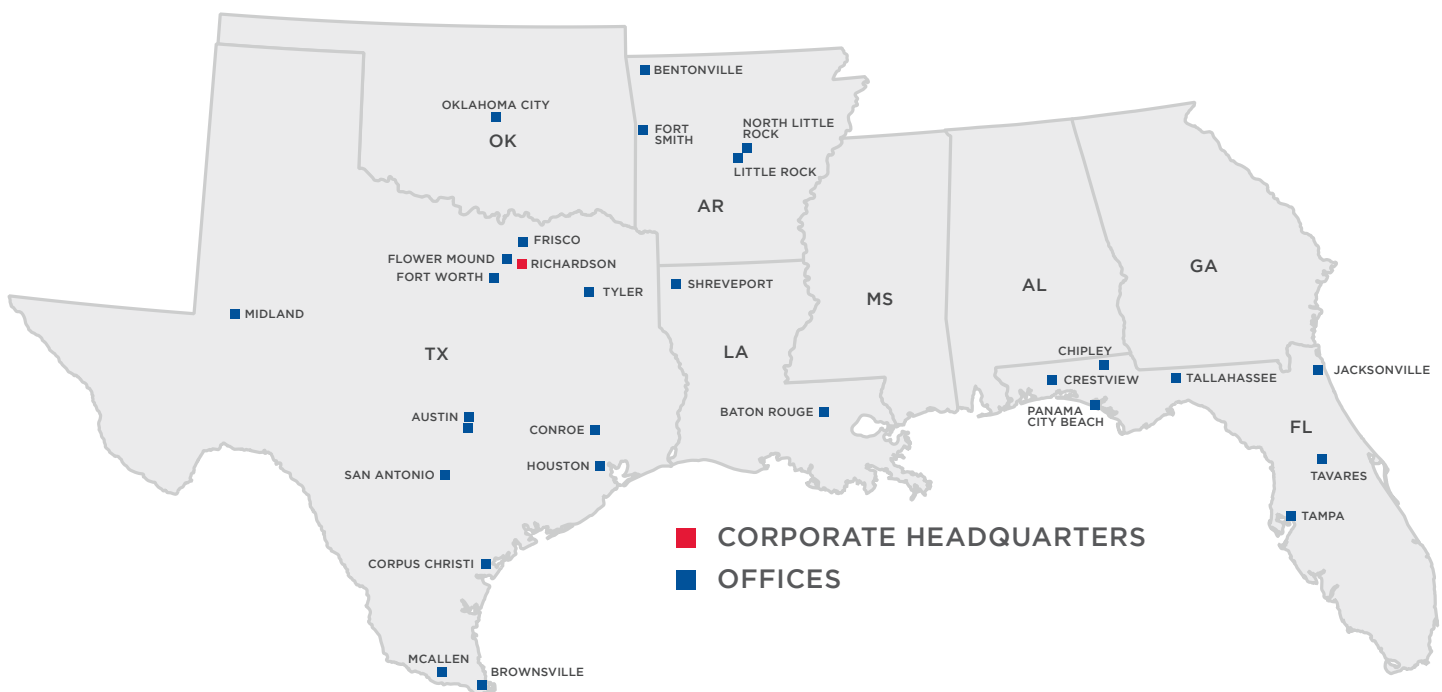 BENTONVILLE
OKLAHOMA CITY
OK
FORT
SMITH
NORTH LITTLE
ROCK
LITTLE ROCK
AR
FRISCO
FLOWER MOUND
RICHARDSON
FORT WORTH
TYLER
SHREVEPORT
MIDLAND
TX
LA
MS
AL
GA
CHIPLEY
CRESTVIEW
TALLAHASSEE
JACKSONVILLE
PANAMA
CITY BEACH
BATON ROUGE
AUSTIN
CONROE
FL
HOUSTON
SAN ANTONIO
TAVARES
TAMPA
CORPUS CHRISTI
MCALLEN
BROWNSVILLE
CORPORATE HEADQUARTERS
OFFICES